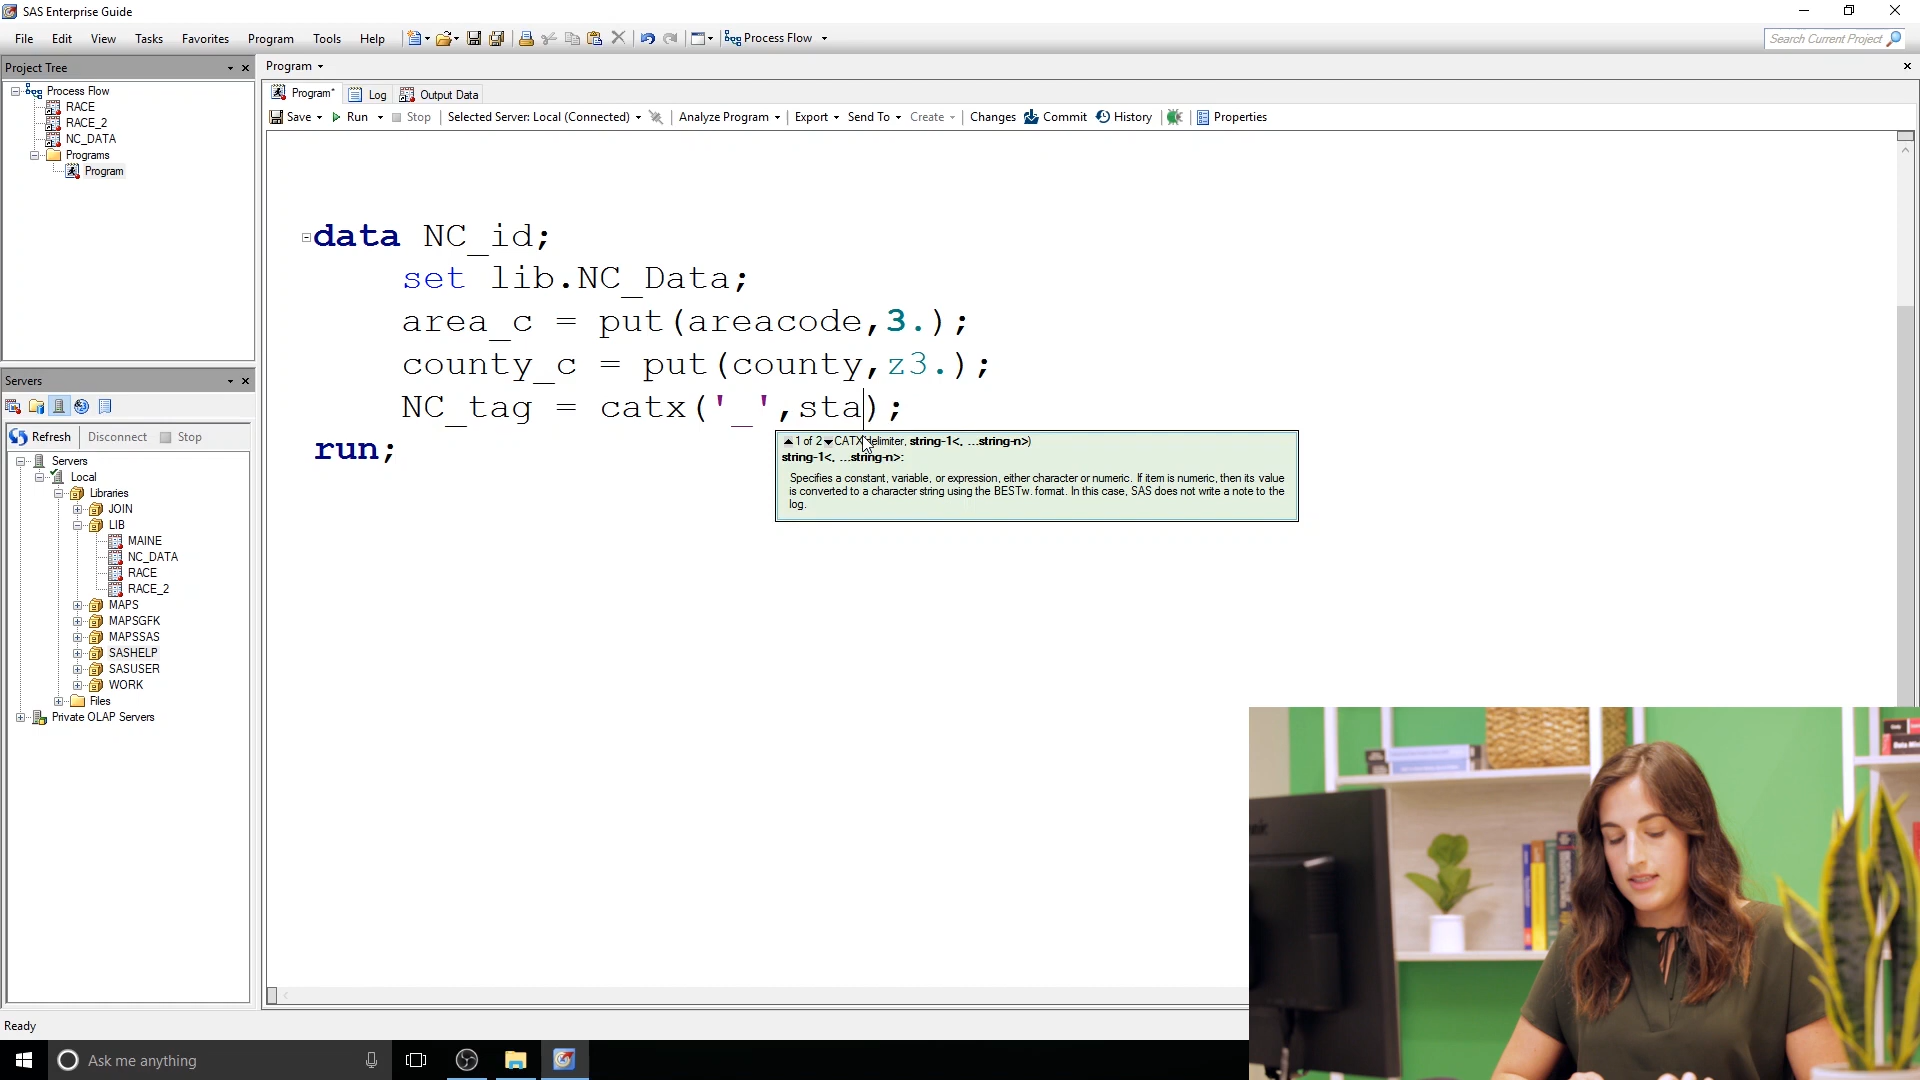 SAS Enterprise Guide
File Edit View Tasks Favorites Program Tools Help Process Flow Search Current Project
Project Tree
Process Flow
RACE
RACE_2
NC_DATA
Programs
Program
Servers
Refresh Disconnect Stop
Servers
Local
Libraries
JOIN
LIB
MAINE
NC_DATA
RACE
RACE_2
MAPS
MAPSGFK
MAPSSAS
SASHELP
SASUSER
WORK
Files
Private OLAP Servers
Program
Program* Log Output Data
Save Run Stop Selected Server: Local (Connected) Analyze Program Export Send To Create Changes Commit History Properties
data NC_id;
set lib.NC_Data;
area_c = put(areacode,3.);
county_c = put(county,z3.);
NC_tag = catx('_',sta);
run;
1 of 2 CATX delimiter, string-1<, ...string-n>)
string-1<, ...string-n>:
Specifies a constant, variable, or expression, either character or numeric. If item is numeric, then its value
is converted to a character string using the BESTw. format. In this case, SAS does not write a note to the
log.
Ready
Ask me anything